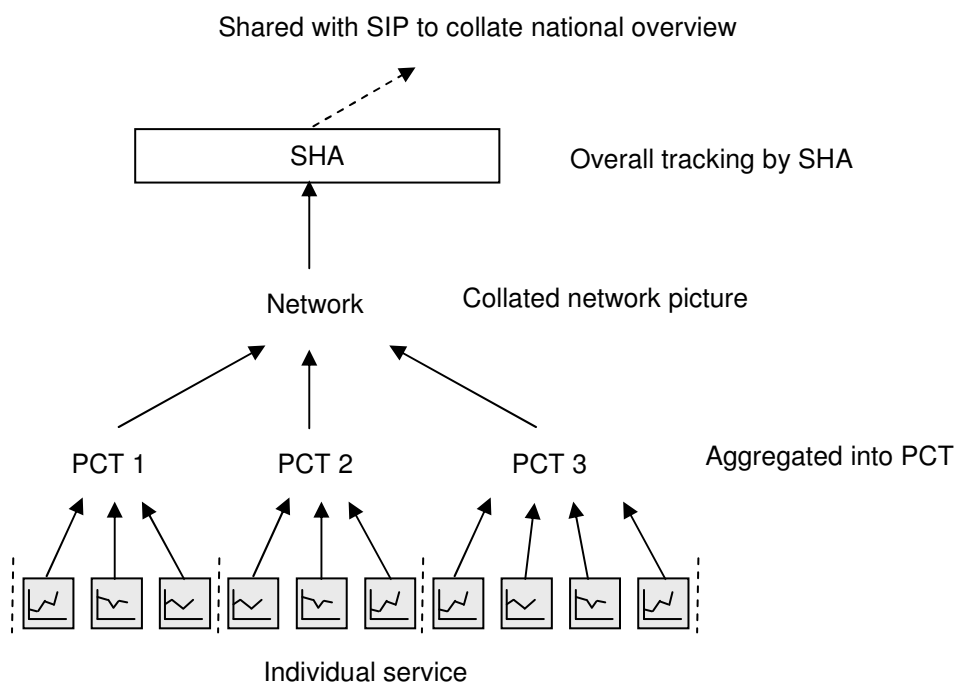 Shared with SIP to collate national overview
SHA
Overall tracking by SHA
Network
Collated network picture
PCT 1
PCT 2
PCT 3
Aggregated into PCT
Individual service